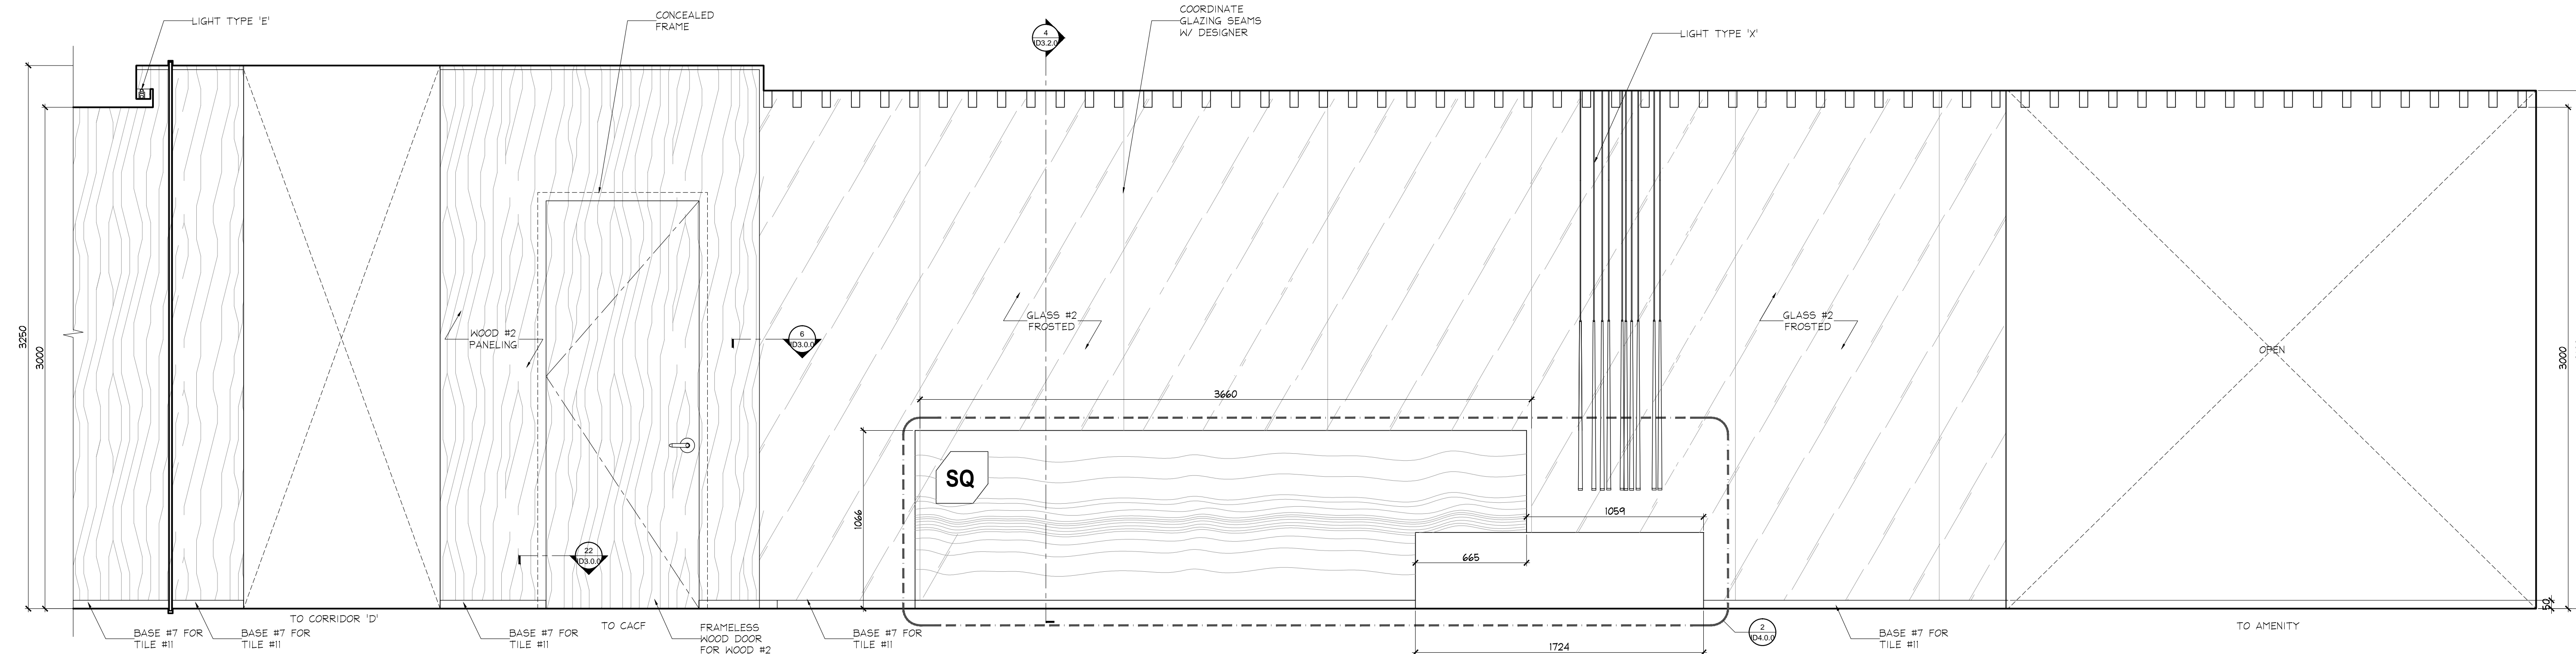 LIGHT TYPE 'E'
CONCEALED
FRAME
4
ID3.2.0
COORDINATE
GLAZING SEAMS
W/ DESIGNER
LIGHT TYPE 'X'
3250
3000
WOOD #2
PANELING
6
ID3.0.0
GLASS #2
FROSTED
GLASS #2
FROSTED
OPEN
3000
3660
1066
SQ
1059
665
22
ID3.0.0
50
TO CORRIDOR 'D'
TO CACF
TO AMENITY
BASE #7 FOR
TILE #11
BASE #7 FOR
TILE #11
BASE #7 FOR
TILE #11
FRAMELESS
WOOD DOOR
FOR WOOD #2
BASE #7 FOR
TILE #11
1724
2
ID4.0.0
BASE #7 FOR
TILE #11